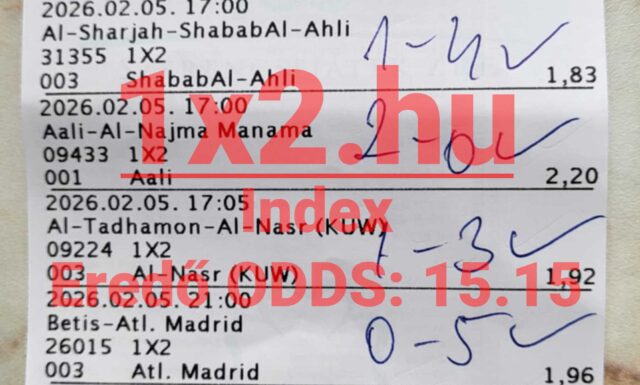 2026.02.05. 17:00
Al-Sharjah-ShababAl-Ahli
31355 1X2
1-4 ✓
003 ShababAl-Ahli 1,83
2026.02.05. 17:00
1x2.hu
Aali-Al-Najma Manama
09433 1X2
2-0 ✓
001 Aali 2,20
2026.02.05. 17:05
Index
Al-Tadhamon-Al-Nasr (KUW)
09224 1X2
1-3 ✓
003 Al-Nasr (KUW) 1,92
Eredő ODDS: 15.15
2026.02.05. 21:00
Betis-Atl. Madrid
26015 1X2
0-5 ✓
003 Atl. Madrid 1,96